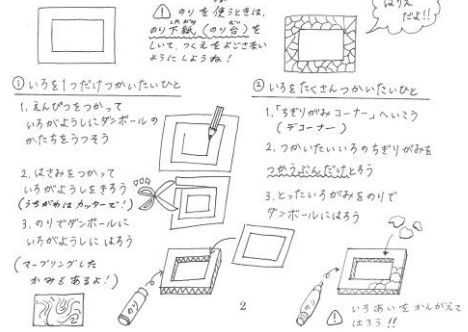 のりを使うときは、
のり下紙(のり台)を
しいて、つくえをよごさない
ようにしようね!
はりえ
だよ!!
① いろを1つだけつかいたいひと
1. えんぴつをつかって
いろがようしにダンボールの
かたちをうつそう
2. はさみをつかって
いろがようしをきろう
(うちがわはカッターで!)
3. のりでダンボールに
いろがようしに はろう
(マーブリングした
かみもあるよ!)
のり
② いろをたくさんつかいたいひと
1.「ちぎりがみコーナー」へいこう
(デコーナー)
2. つかいたいいろのちぎりがみを
つかうぶんだけとろう
3. とったいろがみをのりで
ダンボールにはろう
のり
いろあいをかんがえて
はろう!!
2